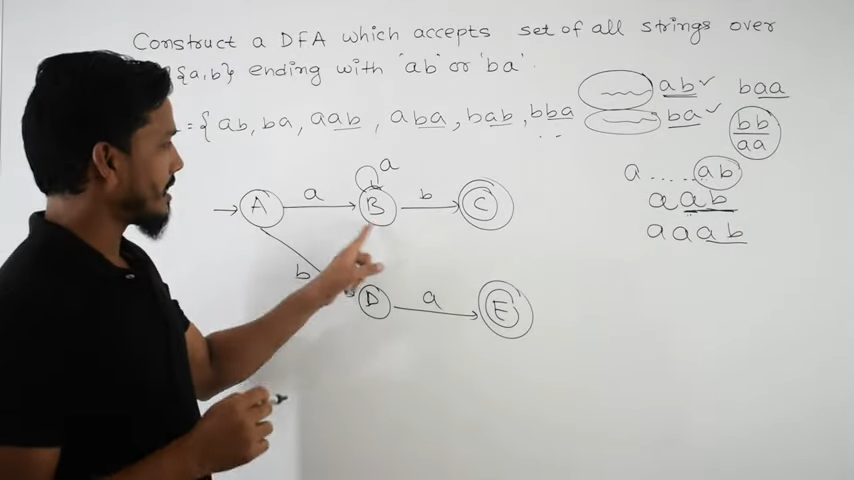 Construct a DFA which accepts set of all strings over
{a,b} ending with 'ab' or 'ba'.
= { ab, ba, aab, aba, bab, bba
...
ab ✓
ba ✓
baa
bb
aa
a.....ab
aab
aaab
a
A a B b C
b
D a E